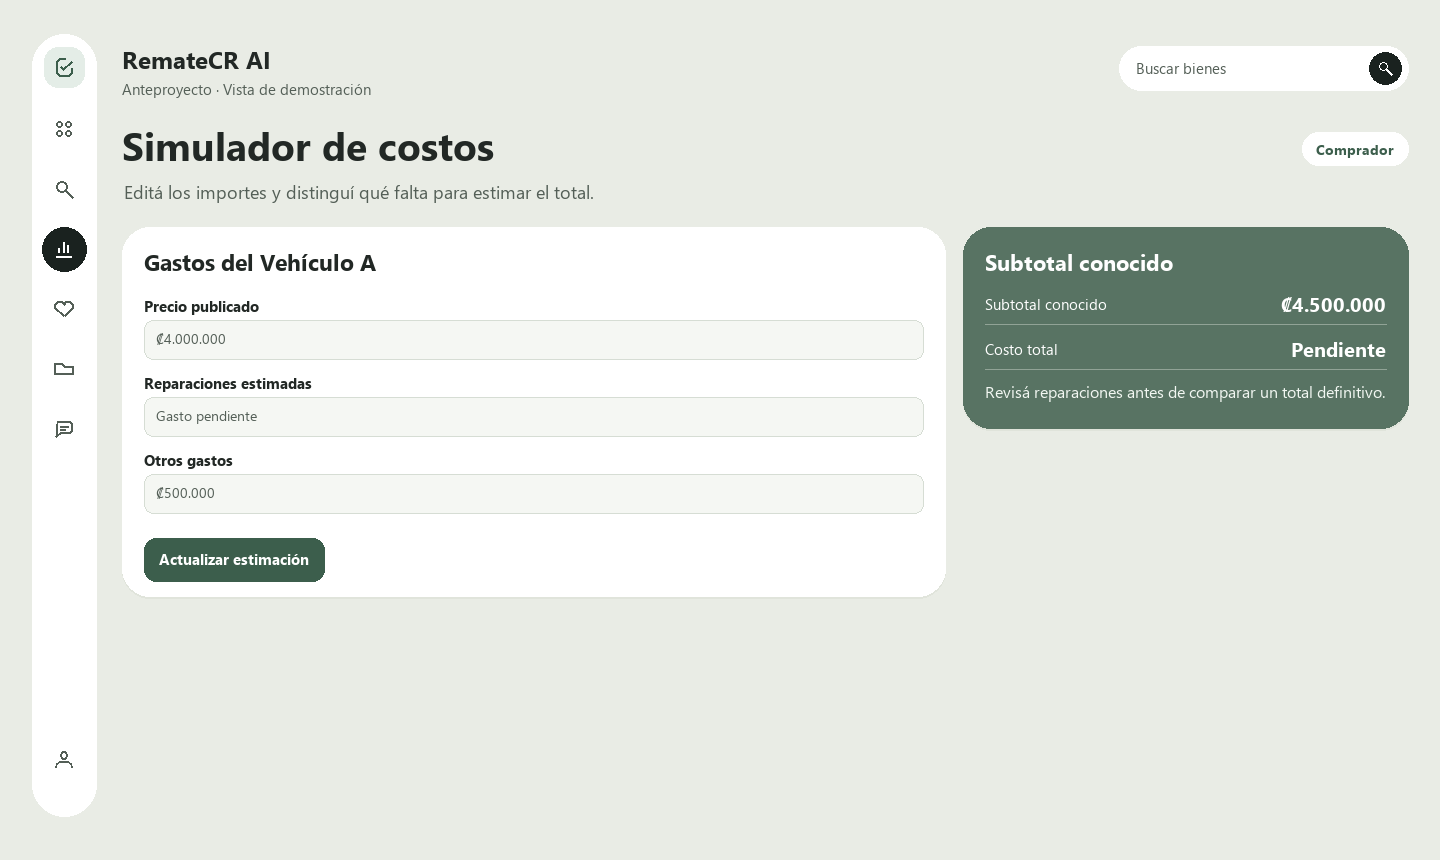 RemateCR AI
Anteproyecto · Vista de demostración
Buscar bienes
Simulador de costos
Comprador
Editá los importes y distinguí qué falta para estimar el total.
Gastos del Vehículo A
Precio publicado
₡4.000.000
Reparaciones estimadas
Gasto pendiente
Otros gastos
₡500.000
Actualizar estimación
Subtotal conocido
Subtotal conocido ₡4.500.000
Costo total Pendiente
Revisá reparaciones antes de comparar un total definitivo.